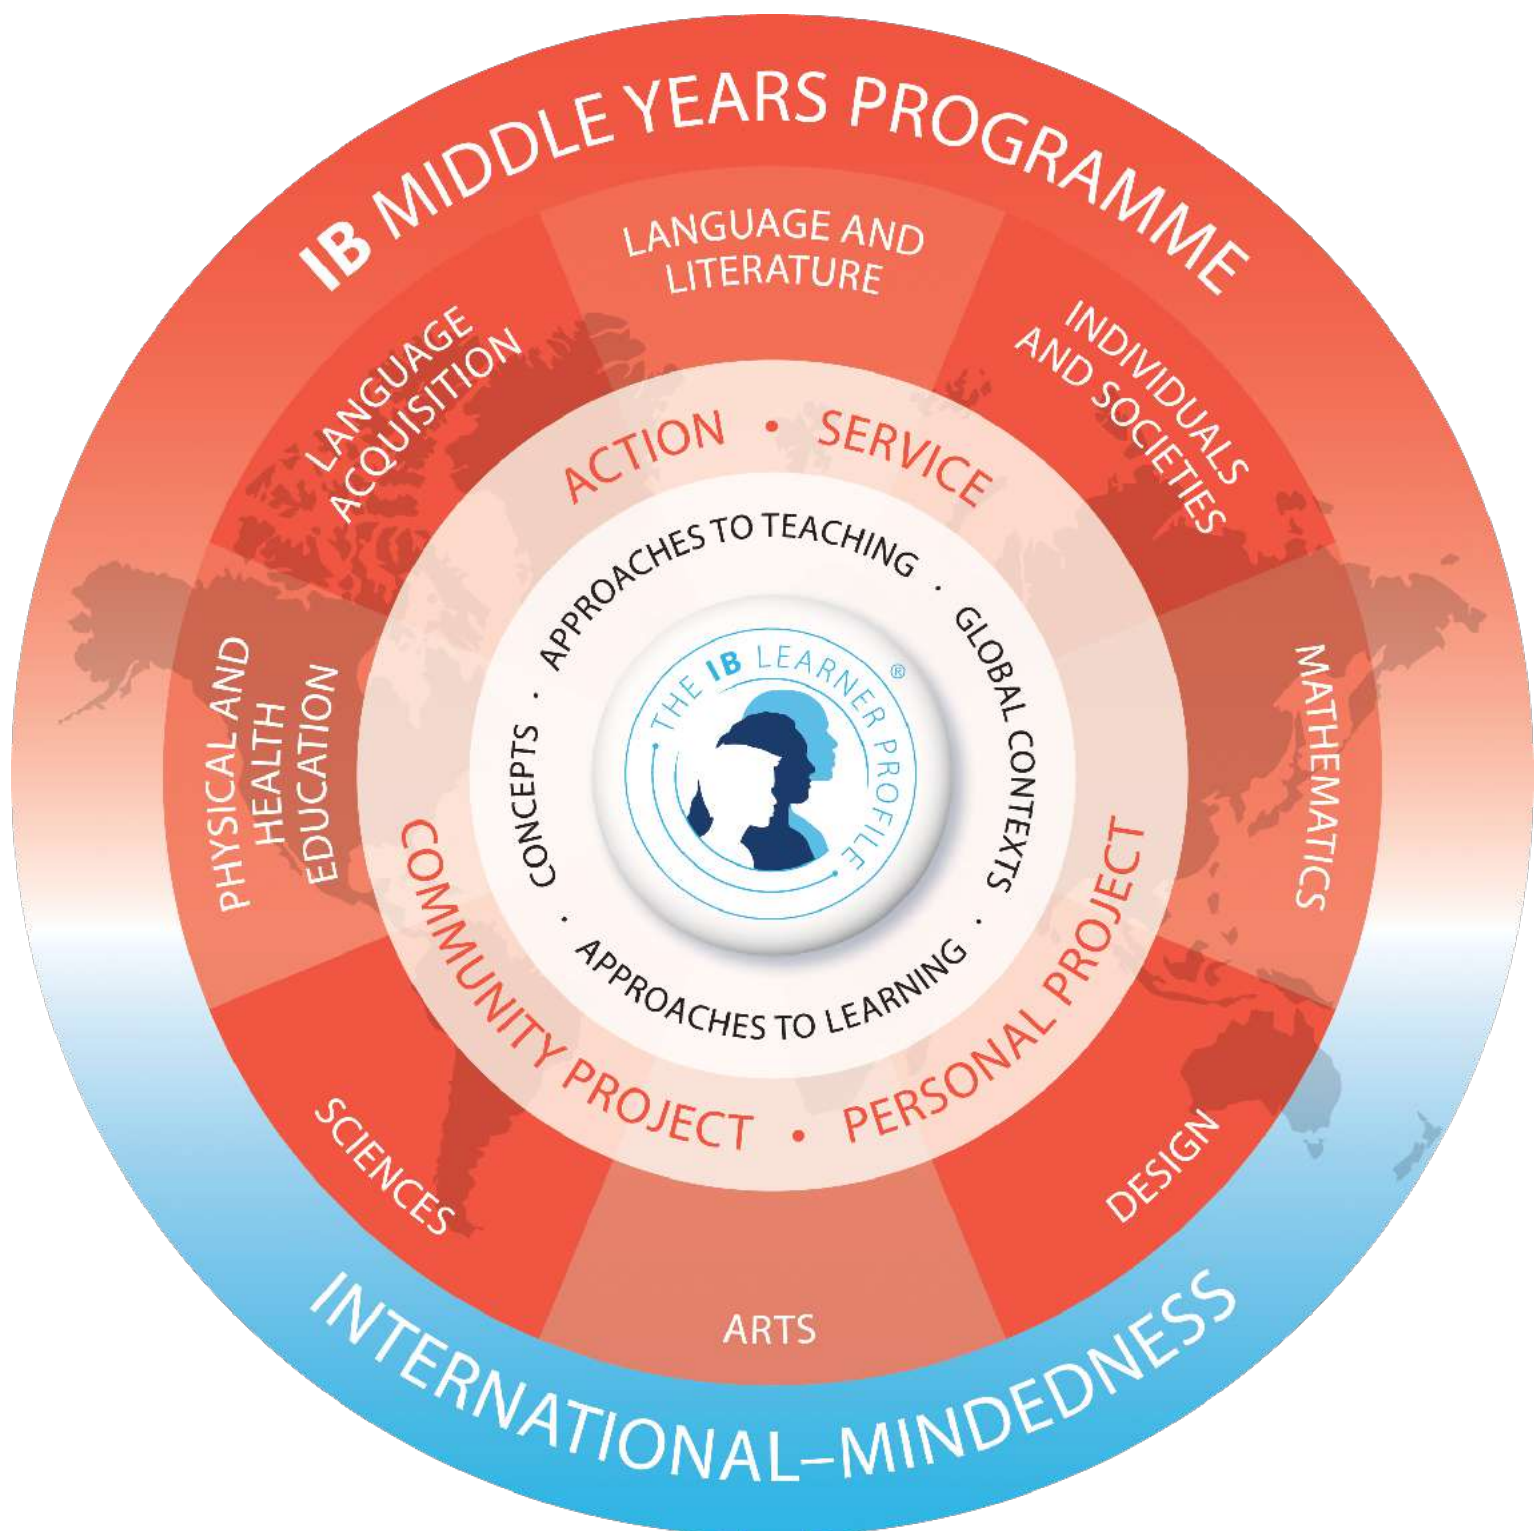 IB MIDDLE YEARS PROGRAMME
LANGUAGE AND
LITERATURE
INDIVIDUALS
AND SOCIETIES
MATHEMATICS
DESIGN
ARTS
SCIENCES
PHYSICAL AND
HEALTH
EDUCATION
LANGUAGE
ACQUISITION
ACTION • SERVICE
PERSONAL PROJECT •
COMMUNITY PROJECT
APPROACHES TO TEACHING ·
GLOBAL CONTEXTS ·
APPROACHES TO LEARNING ·
CONCEPTS ·
THE IB LEARNER PROFILE ®
INTERNATIONAL–MINDEDNESS